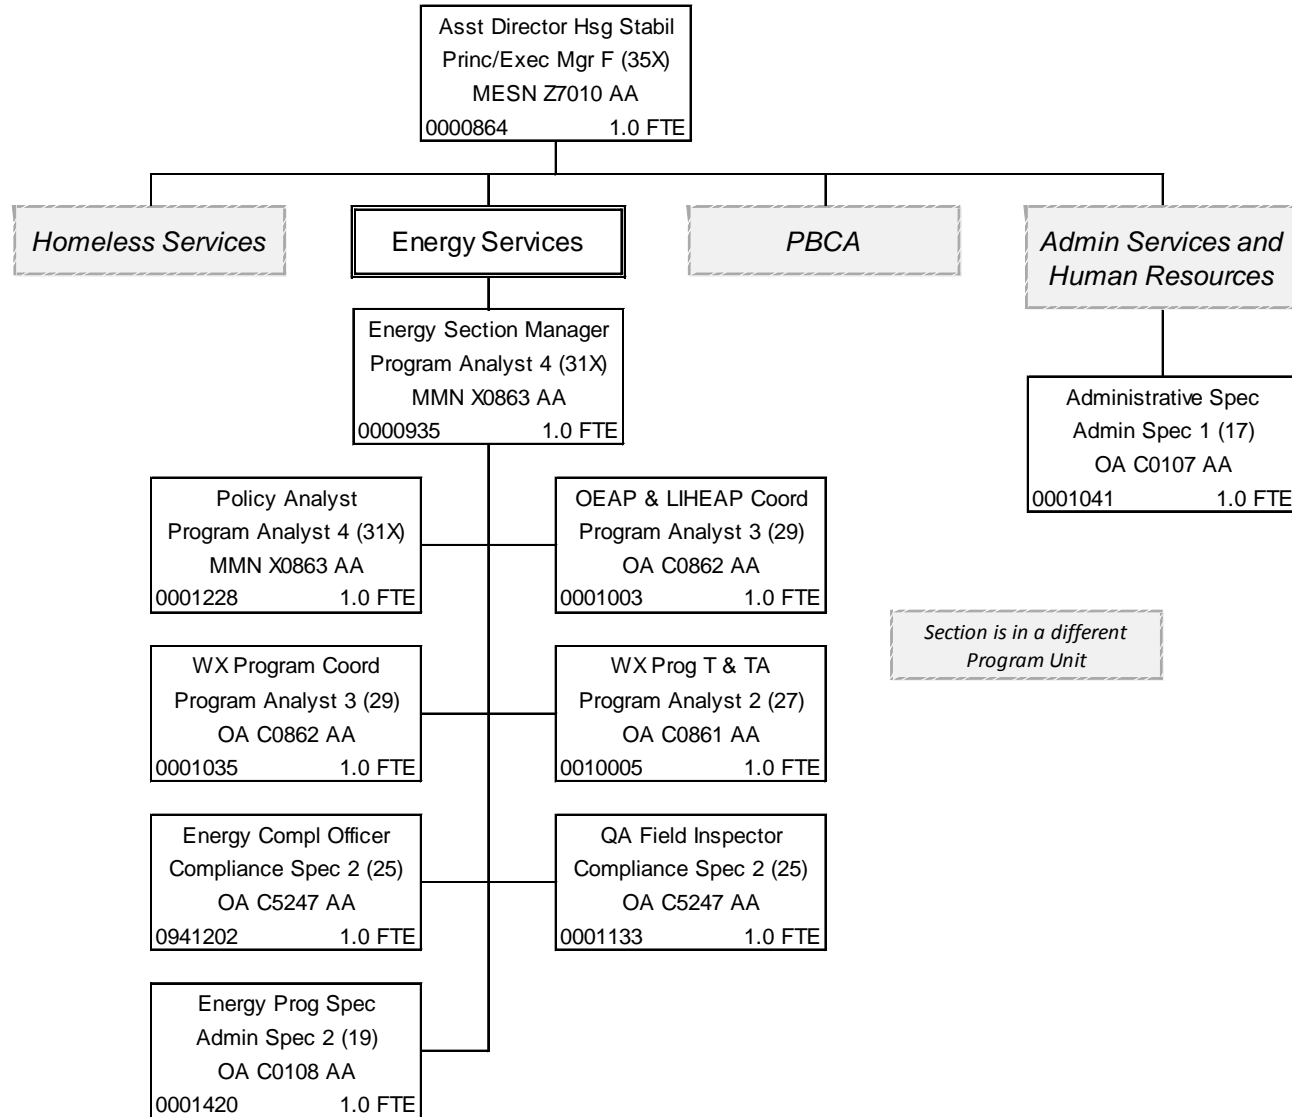 Asst Director Hsg Stabil
Princ/Exec Mgr F (35X)
MESN Z7010 AA
0000864 1.0 FTE
Homeless Services
Energy Services
PBCA
Admin Services and
Human Resources
Energy Section Manager
Program Analyst 4 (31X)
MMN X0863 AA
0000935 1.0 FTE
Administrative Spec
Admin Spec 1 (17)
OA C0107 AA
0001041 1.0 FTE
Policy Analyst
Program Analyst 4 (31X)
MMN X0863 AA
0001228 1.0 FTE
OEAP & LIHEAP Coord
Program Analyst 3 (29)
OA C0862 AA
0001003 1.0 FTE
Section is in a different
Program Unit
WX Program Coord
Program Analyst 3 (29)
OA C0862 AA
0001035 1.0 FTE
WX Prog T & TA
Program Analyst 2 (27)
OA C0861 AA
0010005 1.0 FTE
Energy Compl Officer
Compliance Spec 2 (25)
OA C5247 AA
0941202 1.0 FTE
QA Field Inspector
Compliance Spec 2 (25)
OA C5247 AA
0001133 1.0 FTE
Energy Prog Spec
Admin Spec 2 (19)
OA C0108 AA
0001420 1.0 FTE